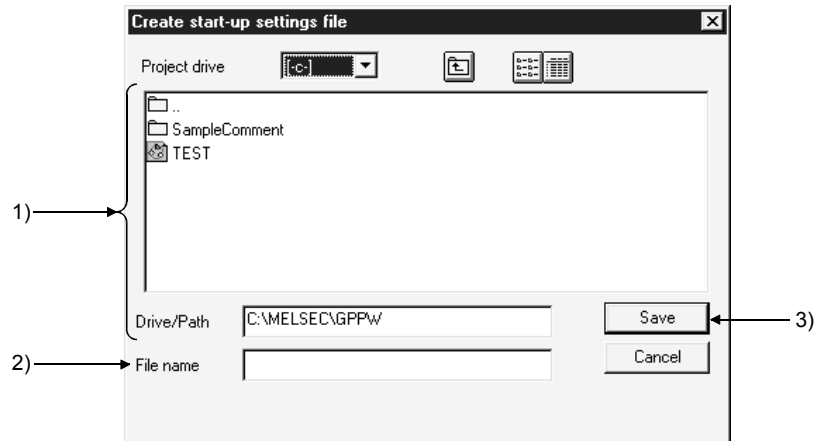 Create start-up settings file
Project drive [-c-]
..
SampleComment
TEST
1)
Drive/Path C:\MELSEC\GPPW Save 3)
2) File name Cancel